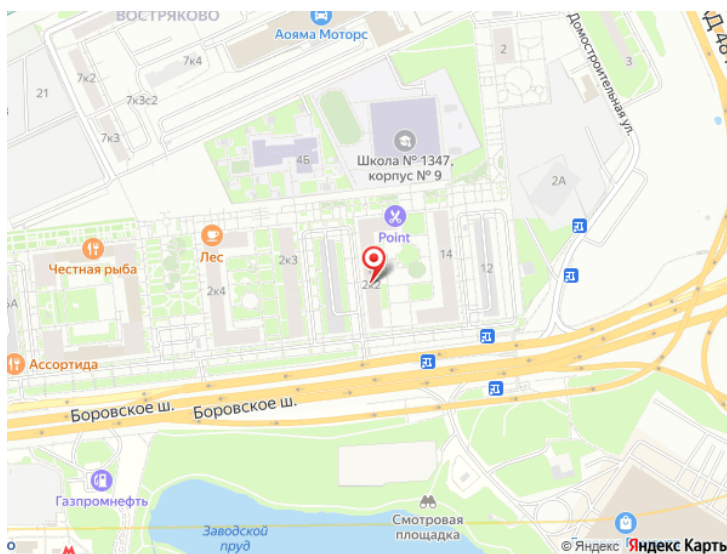 ВОСТРЯКОВО
7к4
Аояма Моторс
2
Домостроительная ул.
3
7к2
21
7к3с2
7к3
4Б
Школа № 1347,
корпус № 9
2А
Point
Лес
Честная рыба
2к3
14
12
2к4
2к2
Ассортида
Боровское ш.
Боровское ш.
Газпромнефть
Заводской
пруд
Смотровая
площадка
© Яндекс Яндекс Карты